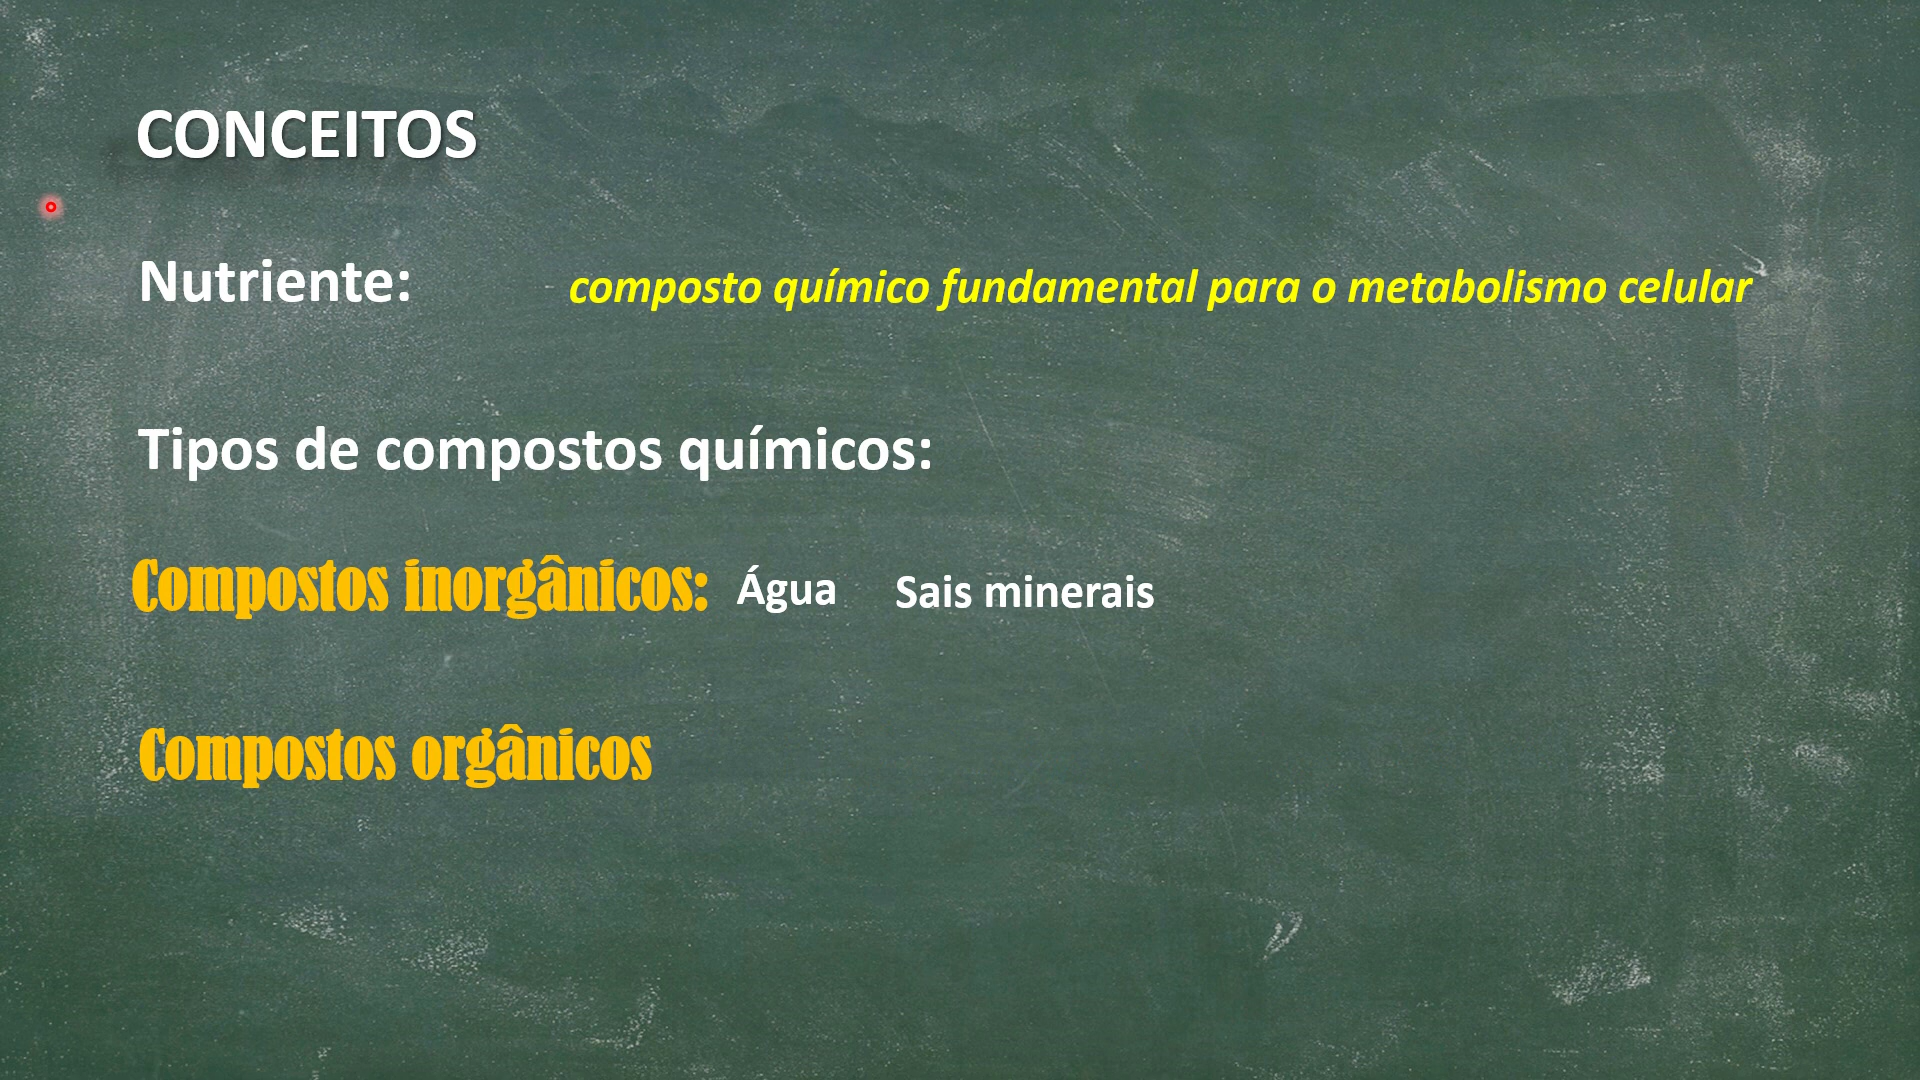 CONCEITOS
Nutriente: composto químico fundamental para o metabolismo celular
Tipos de compostos químicos:
Compostos inorgânicos: Água Sais minerais
Compostos orgânicos